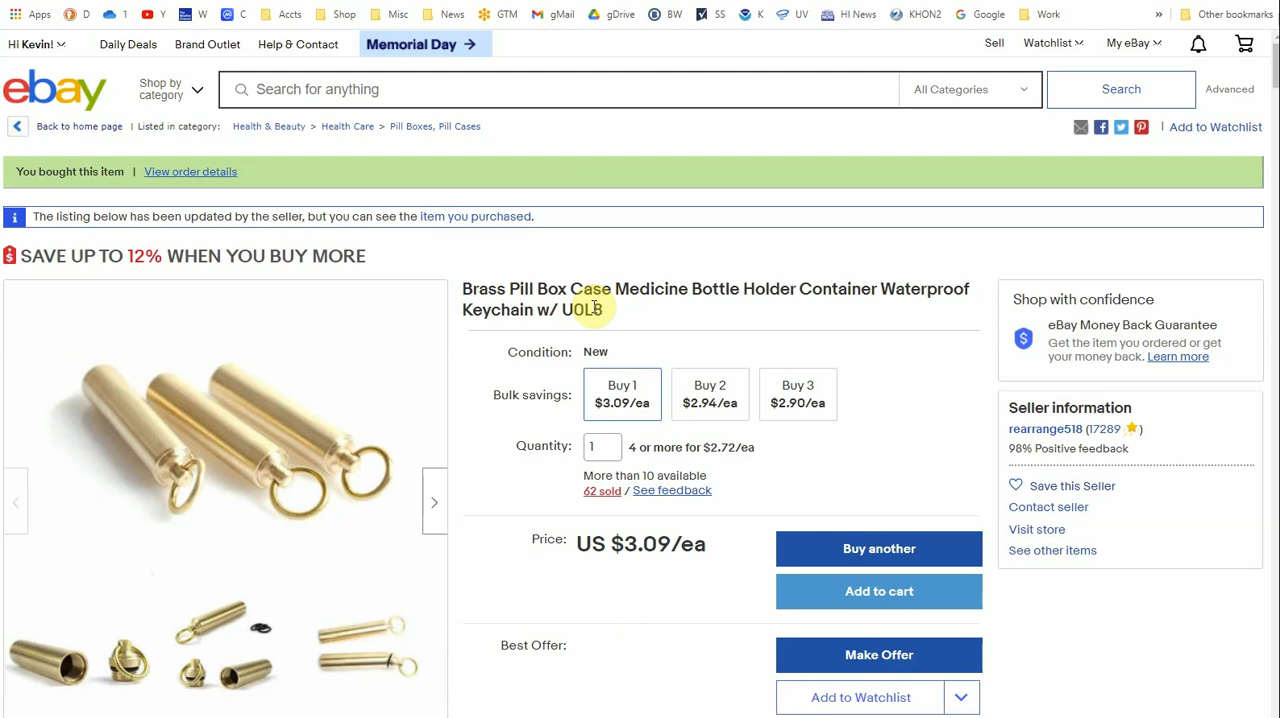 Apps D 1 Y W C Accts Shop Misc News GTM gMail gDrive BW SS K UV HI News KHON2 Google Work » Other bookmarks
Hi Kevin! Daily Deals Brand Outlet Help & Contact Memorial Day → Sell Watchlist My eBay
ebay Shop by category Search for anything All Categories Search Advanced
Back to home page | Listed in category: Health & Beauty > Health Care > Pill Boxes, Pill Cases | Add to Watchlist
You bought this item | View order details
The listing below has been updated by the seller, but you can see the item you purchased.
SAVE UP TO 12% WHEN YOU BUY MORE
Brass Pill Box Case Medicine Bottle Holder Container Waterproof
Keychain w/ U0L8
Condition: New
Bulk savings: Buy 1 Buy 2 Buy 3
$3.09/ea $2.94/ea $2.90/ea
Quantity: 1 4 or more for $2.72/ea
More than 10 available
62 sold / See feedback
Price: US $3.09/ea
Buy another
Add to cart
Best Offer:
Make Offer
Add to Watchlist
Shop with confidence
eBay Money Back Guarantee
Get the item you ordered or get
your money back. Learn more
Seller information
rearrange518 (17289 )
98% Positive feedback
Save this Seller
Contact seller
Visit store
See other items